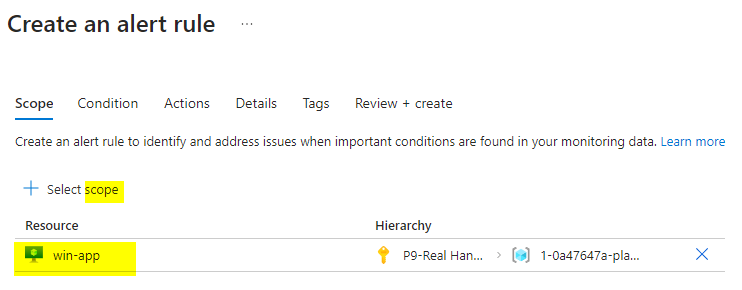 Create an alert rule ...
Scope Condition Actions Details Tags Review + create
Create an alert rule to identify and address issues when important conditions are found in your monitoring data. Learn more
+ Select scope
Resource Hierarchy
win-app P9-Real Han... > 1-0a47647a-pla... ×